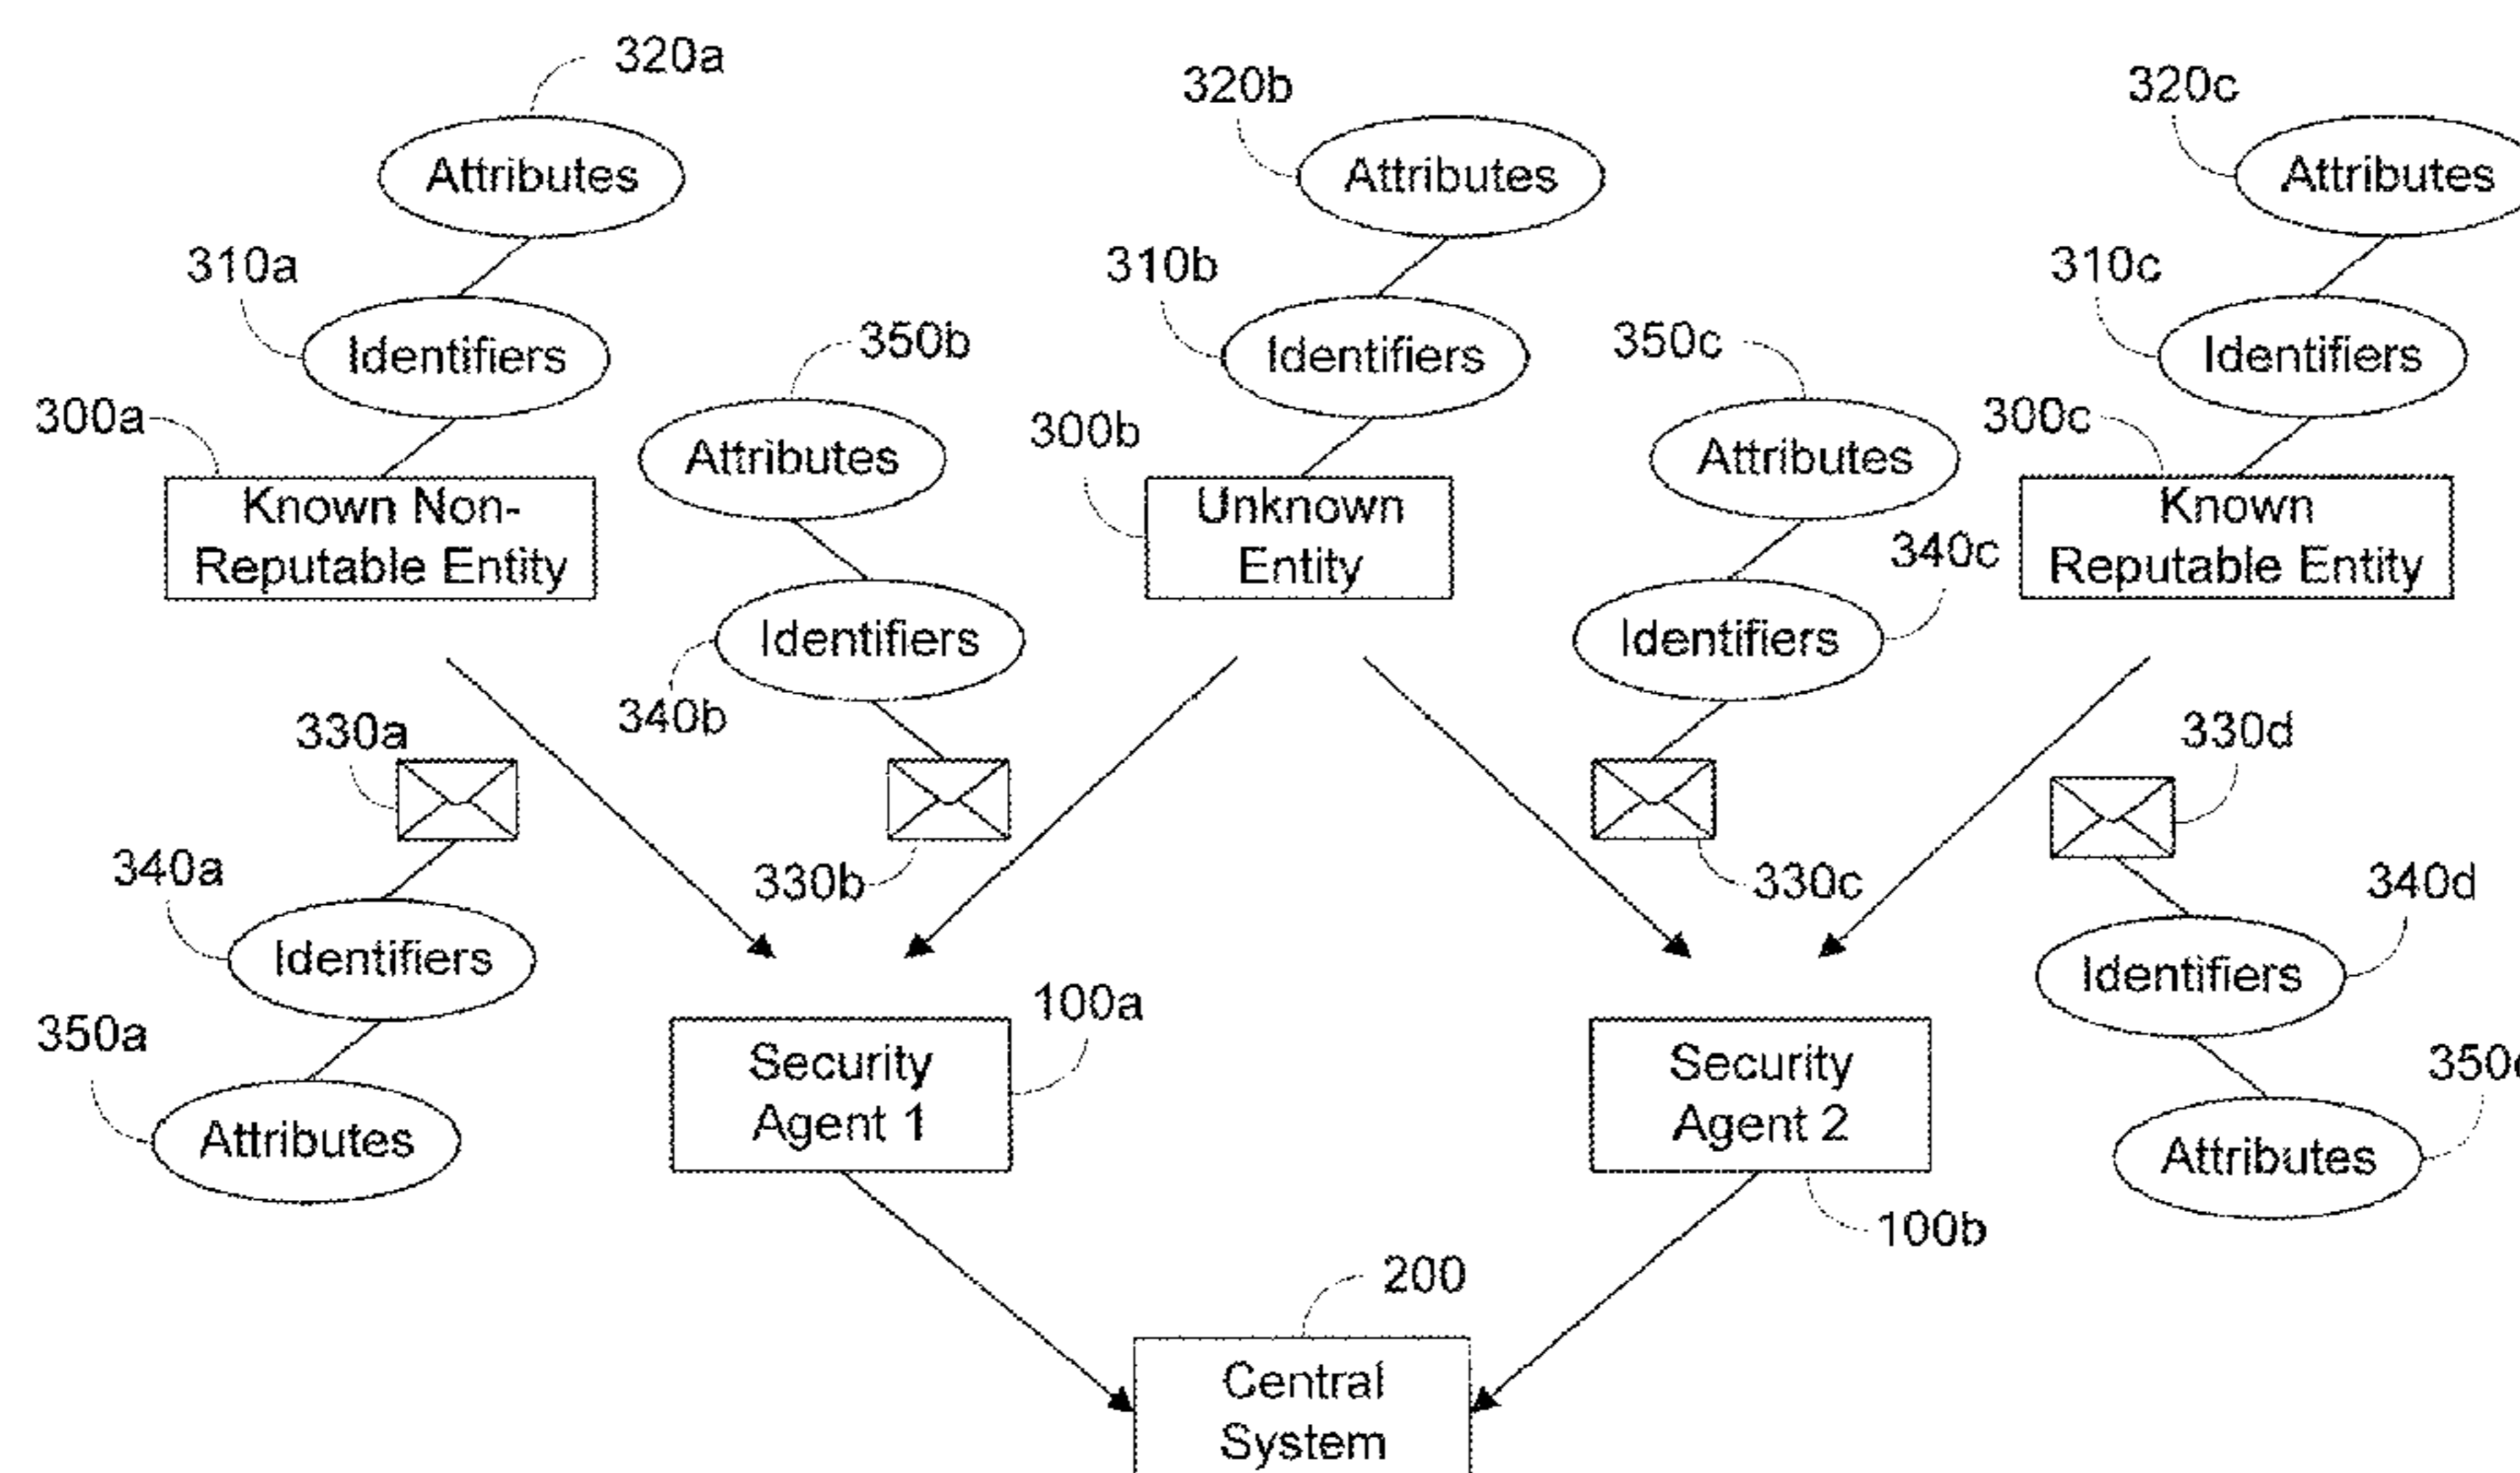 320a
320b
320c
Attributes
Attributes
Attributes
310a
310b
310c
Identifiers
350b
Identifiers
350c
Identifiers
300a
300b
300c
Attributes
Attributes
Known Non-
Reputable Entity
Unknown
Entity
Known
Reputable Entity
340c
Identifiers
Identifiers
340b
330a
330d
340a
330b
330c
340d
Identifiers
Identifiers
350a
100a
350d
Security
Agent 1
Security
Agent 2
Attributes
Attributes
100b
200
Central
System